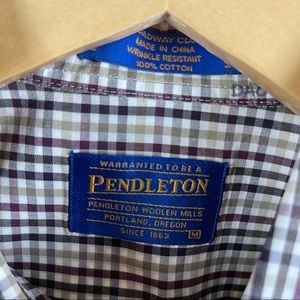 MADE IN CHINA
WRINKLE RESISTANT
100% COTTON
WARRANTED TO BE A
PENDLETON
PENDLETON WOOLEN MILLS
PORTLAND, OREGON
SINCE 1863
M